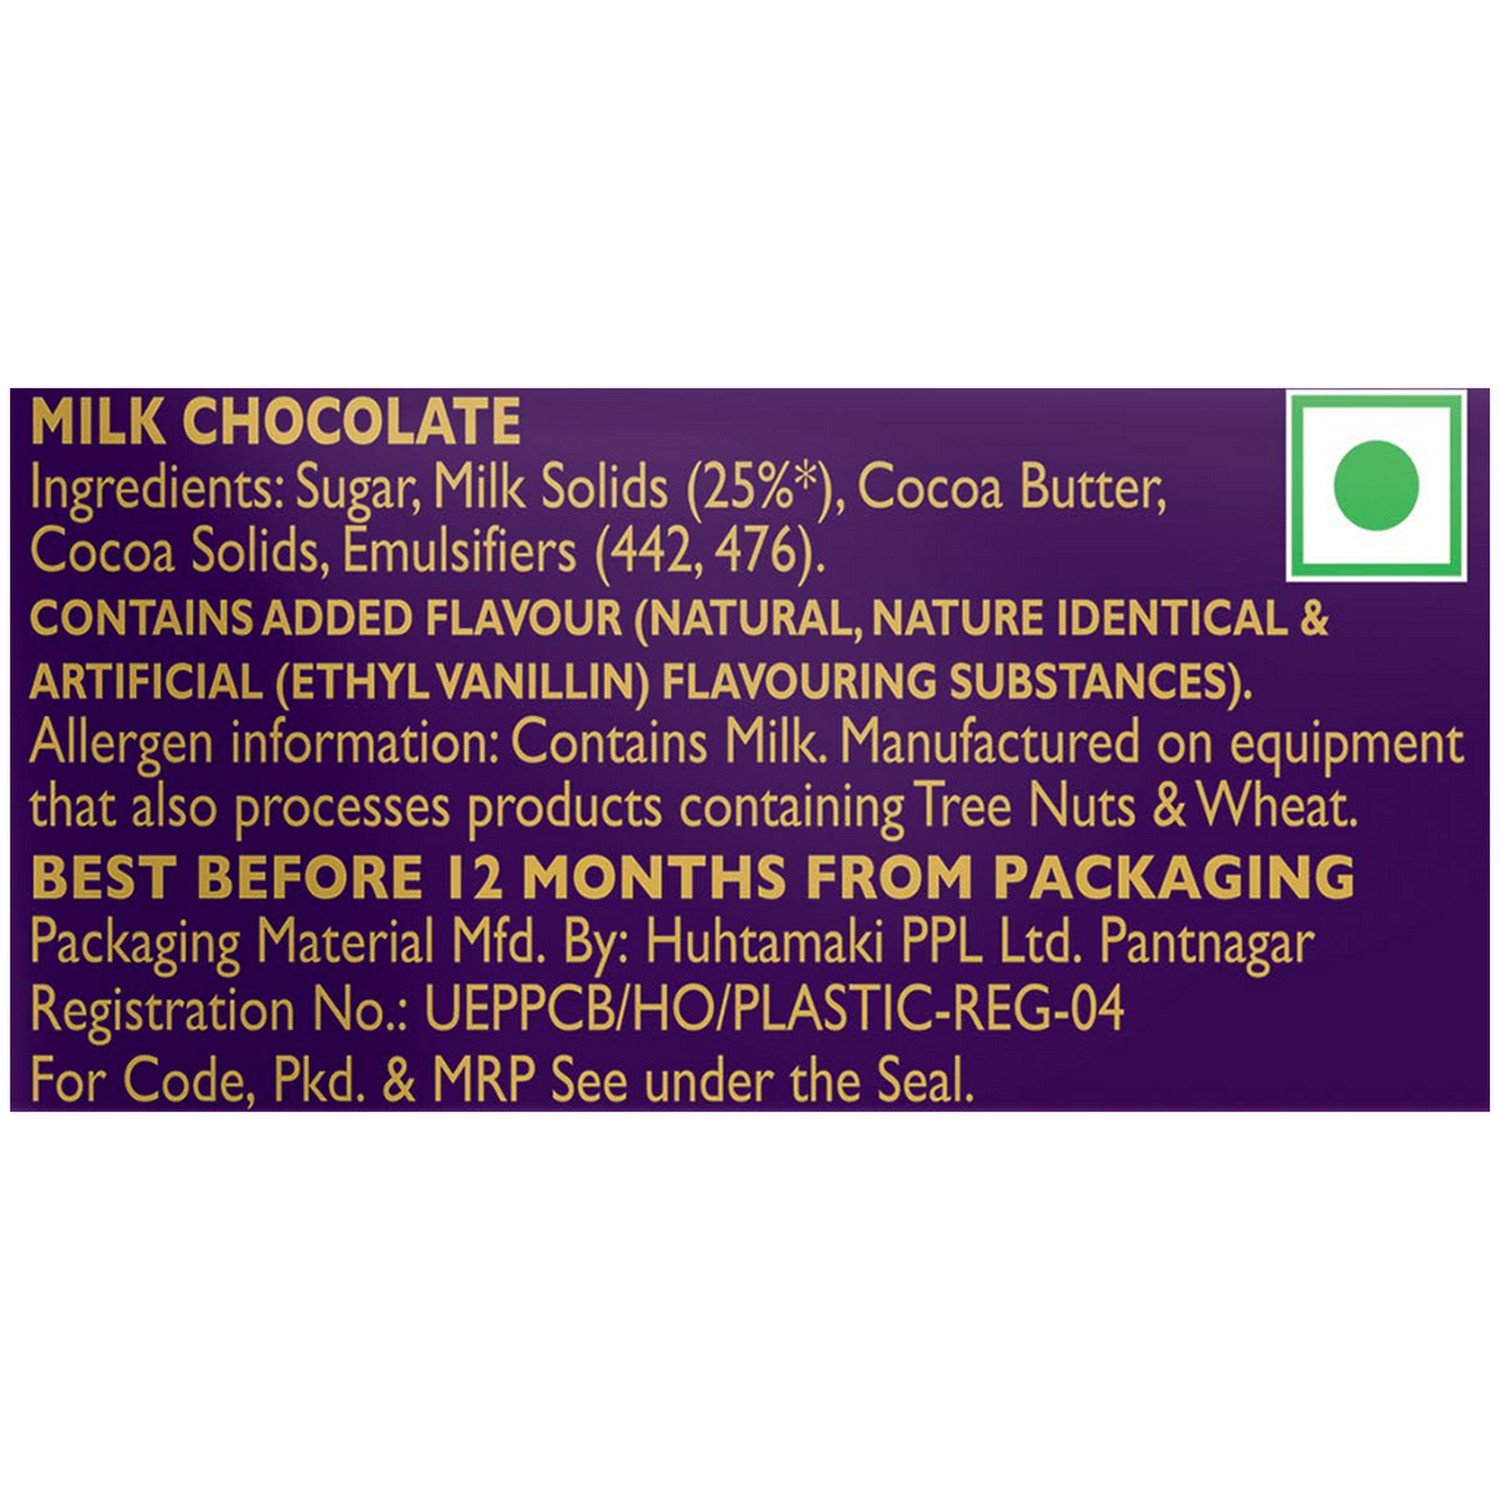 MILK CHOCOLATE
Ingredients: Sugar, Milk Solids (25%*), Cocoa Butter,
Cocoa Solids, Emulsifiers (442, 476).
CONTAINS ADDED FLAVOUR (NATURAL, NATURE IDENTICAL &
ARTIFICIAL (ETHYL VANILLIN) FLAVOURING SUBSTANCES).
Allergen information: Contains Milk. Manufactured on equipment
that also processes products containing Tree Nuts & Wheat.
BEST BEFORE 12 MONTHS FROM PACKAGING
Packaging Material Mfd. By: Huhtamaki PPL Ltd. Pantnagar
Registration No.: UEPPCB/HO/PLASTIC-REG-04
For Code, Pkd. & MRP See under the Seal.